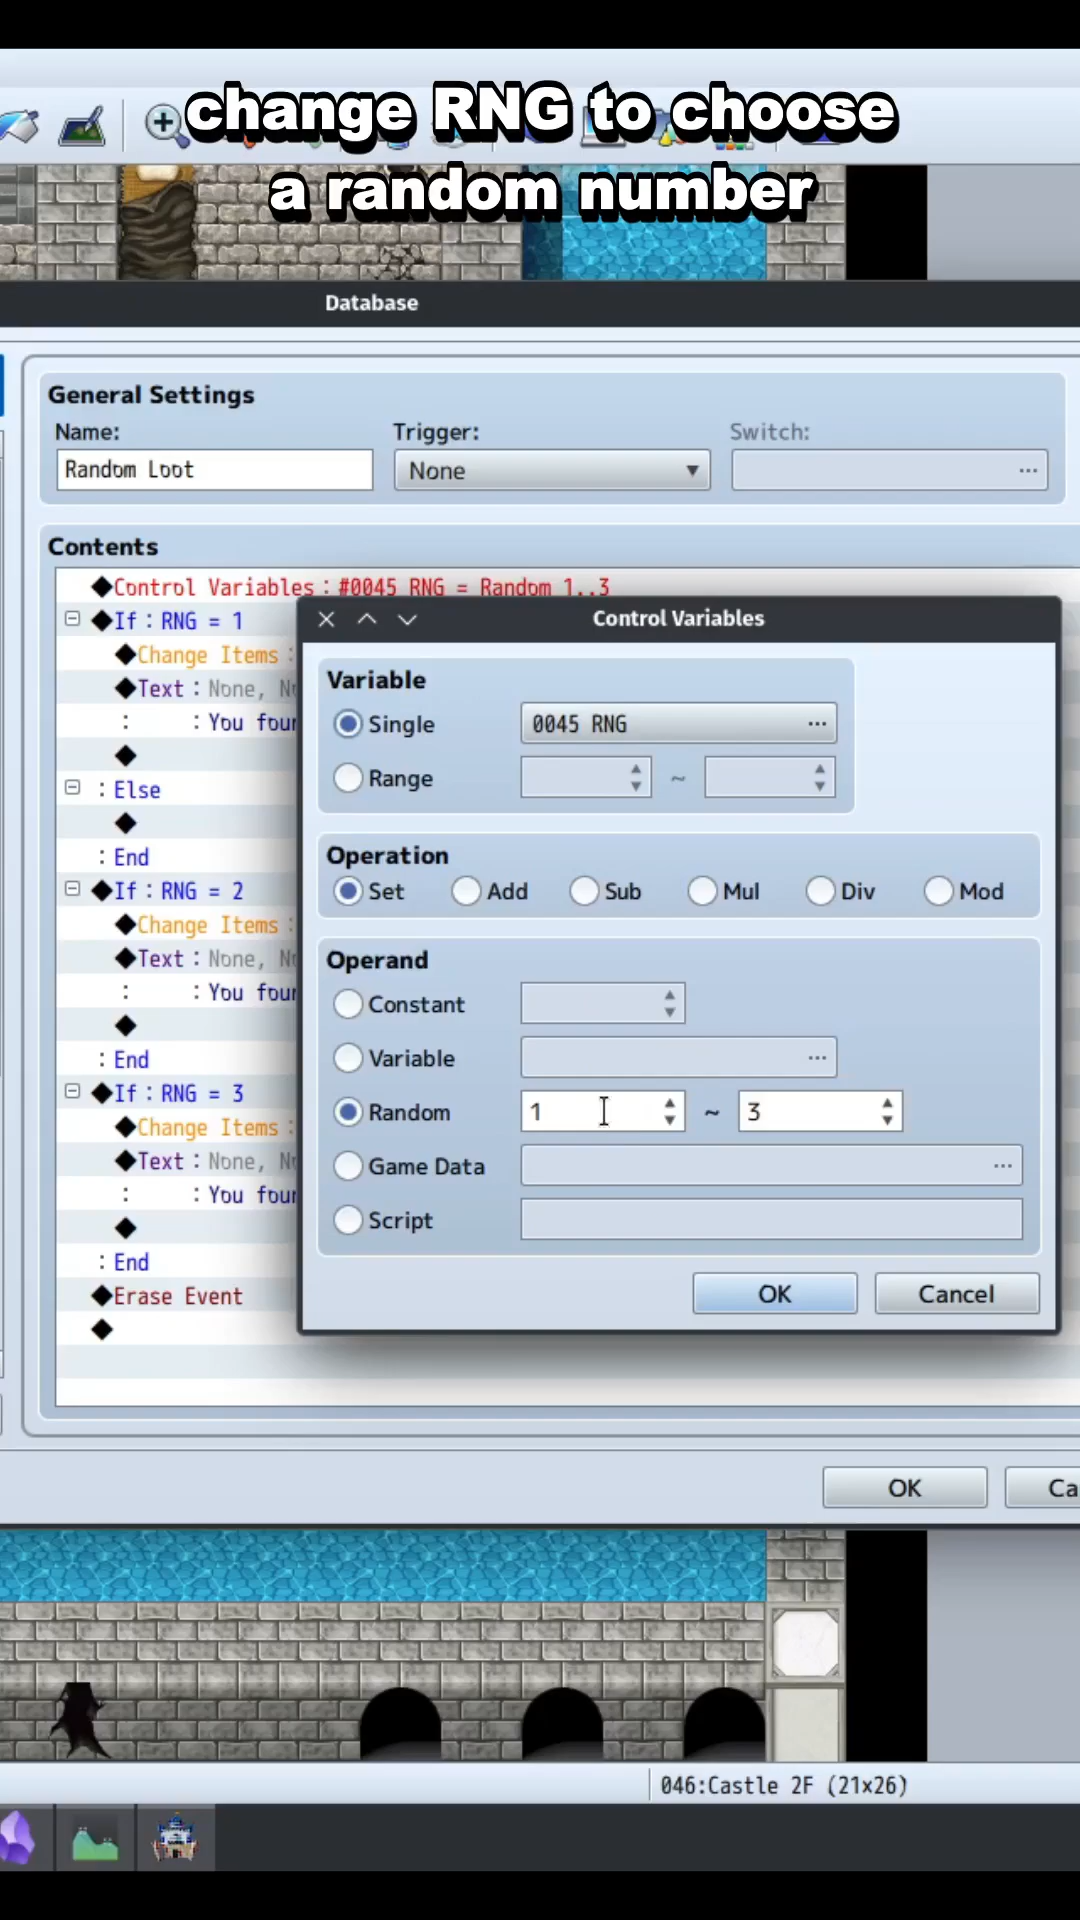 change RNG to choose
a random number
Database
General Settings
Name:
Trigger:
Switch:
Random Loot
None
...
Contents
◆Control Variables：#0045 RNG = Random 1..3
◆If：RNG = 1
◆Change Items：
◆Text：None,
:　　　：You
◆
：Else
◆
：End
◆If：RNG = 2
◆Change Items：
◆Text：None,
:　　　：You
◆
：End
◆If：RNG = 3
◆Change Items：
◆Text：None,
:　　　：You
◆
：End
◆Erase Event
◆
Control Variables
Variable
Single
0045 RNG
...
Range
~
Operation
Set
Add
Sub
Mul
Div
Mod
Operand
Constant
Variable
...
Random
1
~
3
Game Data
...
Script
OK
Cancel
OK
Ca
046:Castle 2F (21x26)